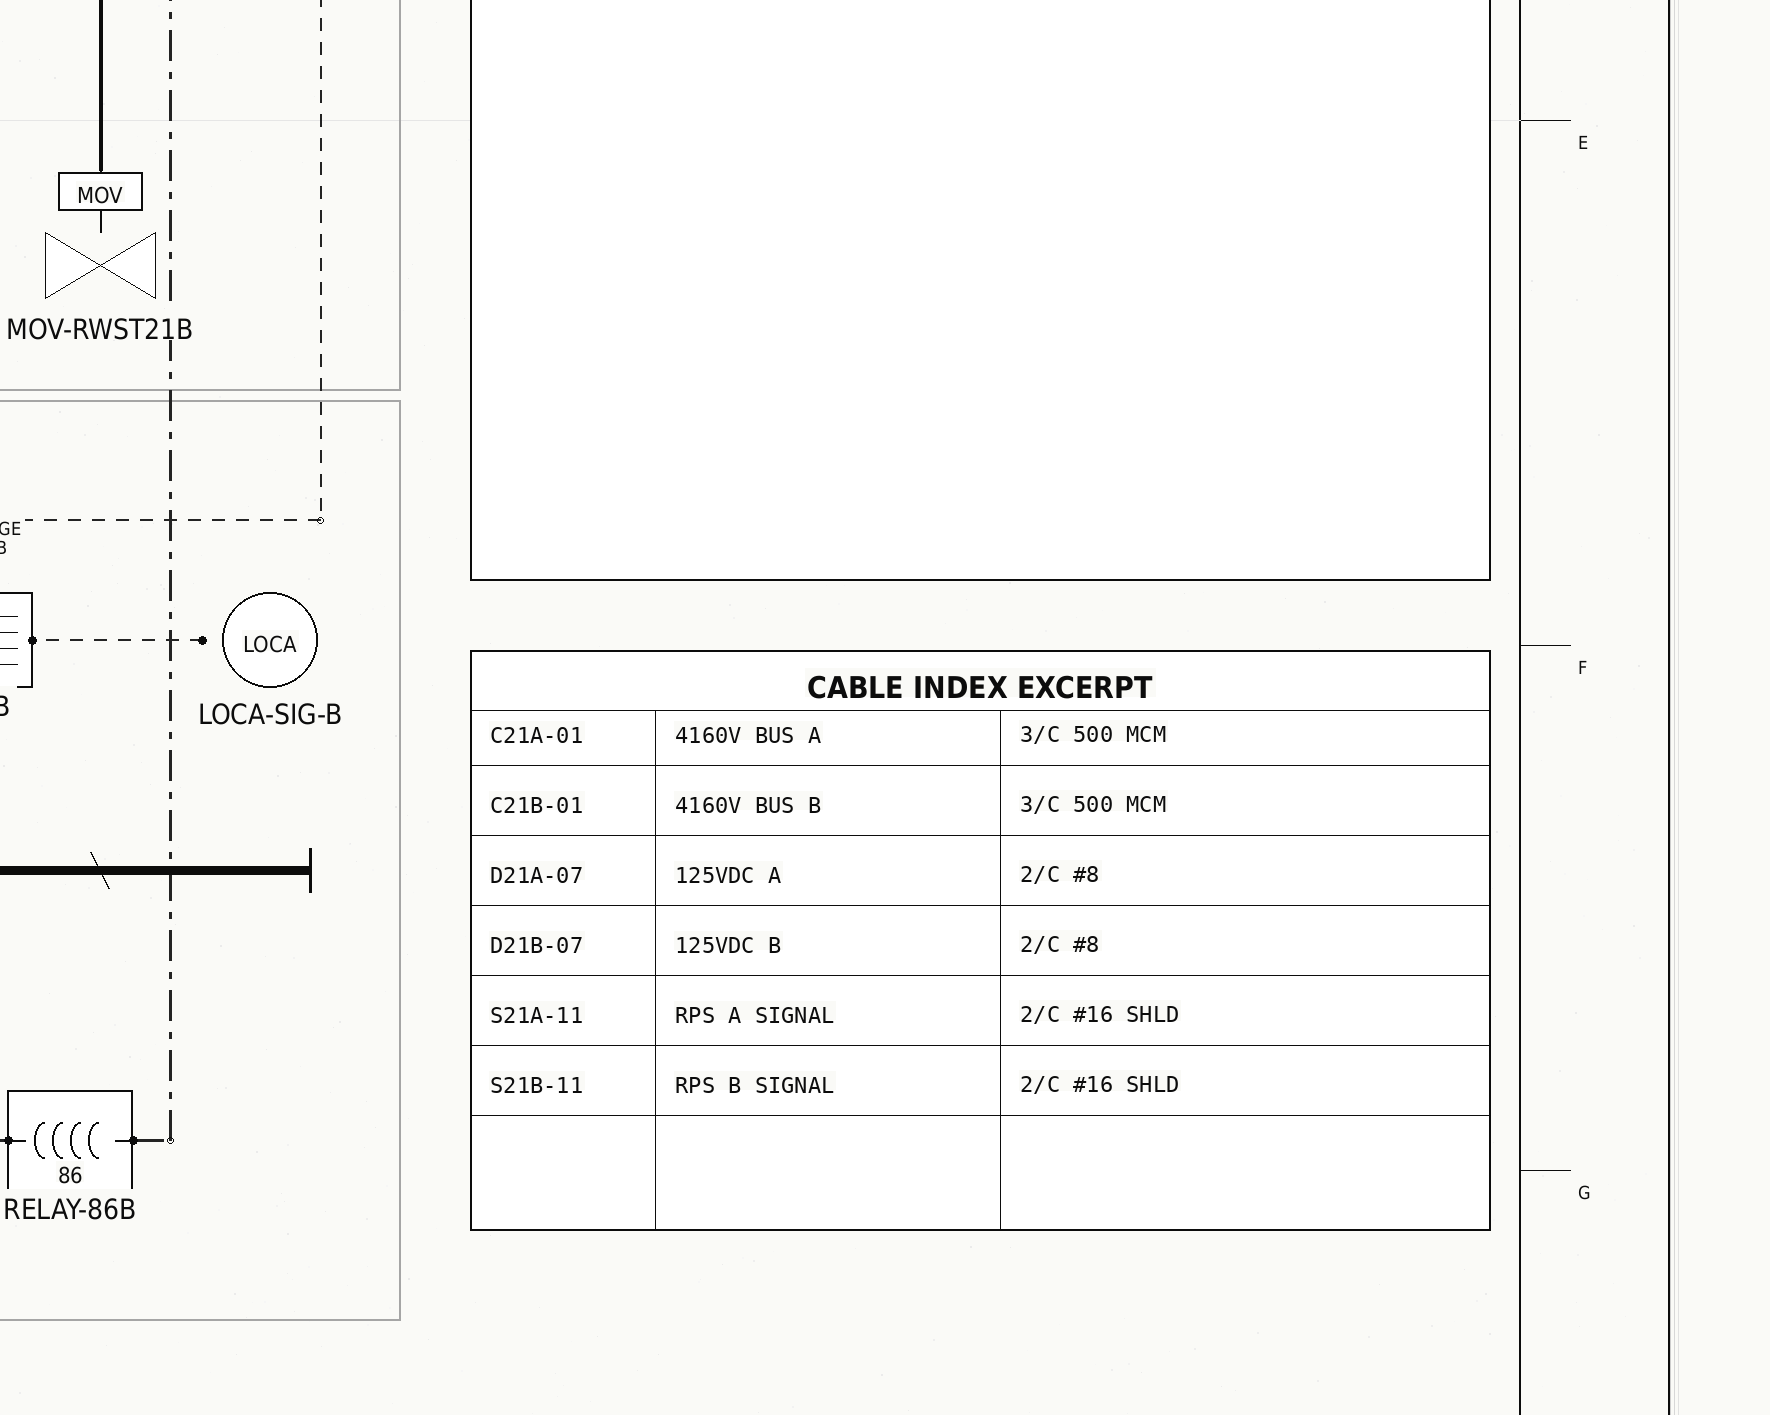 E
MOV
MOV-RWST21B
GE
B
LOCA
LOCA-SIG-B
B
F
CABLE INDEX EXCERPT
C21A-01 4160V BUS A 3/C 500 MCM
C21B-01 4160V BUS B 3/C 500 MCM
D21A-07 125VDC A 2/C #8
D21B-07 125VDC B 2/C #8
S21A-11 RPS A SIGNAL 2/C #16 SHLD
S21B-11 RPS B SIGNAL 2/C #16 SHLD
86
RELAY-86B
G